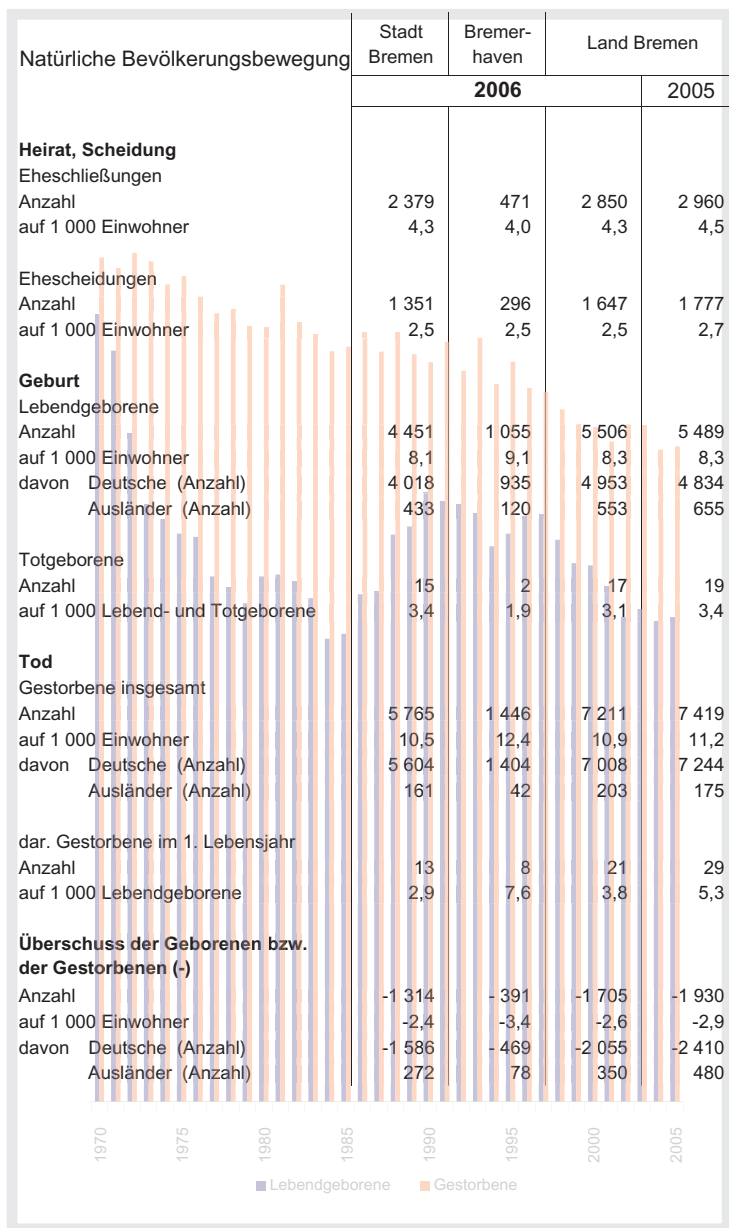 Natürliche Bevölkerungsbewegung Stadt Bremen Bremer-haven Land Bremen
2006 2005
Heirat, Scheidung
Eheschließungen
Anzahl 2 379 471 2 850 2 960
auf 1 000 Einwohner 4,3 4,0 4,3 4,5
Ehescheidungen
Anzahl 1 351 296 1 647 1 777
auf 1 000 Einwohner 2,5 2,5 2,5 2,7
Geburt
Lebendgeborene
Anzahl 4 451 1 055 5 506 5 489
auf 1 000 Einwohner 8,1 9,1 8,3 8,3
davon Deutsche (Anzahl) 4 018 935 4 953 4 834
Ausländer (Anzahl) 433 120 553 655
Totgeborene
Anzahl 15 2 17 19
auf 1 000 Lebend- und Totgeborene 3,4 1,9 3,1 3,4
Tod
Gestorbene insgesamt
Anzahl 5 765 1 446 7 211 7 419
auf 1 000 Einwohner 10,5 12,4 10,9 11,2
davon Deutsche (Anzahl) 5 604 1 404 7 008 7 244
Ausländer (Anzahl) 161 42 203 175
dar. Gestorbene im 1. Lebensjahr
Anzahl 13 8 21 29
auf 1 000 Lebendgeborene 2,9 7,6 3,8 5,3
Überschuss der Geborenen bzw.
der Gestorbenen (-)
Anzahl -1 314 - 391 -1 705 -1 930
auf 1 000 Einwohner -2,4 -3,4 -2,6 -2,9
davon Deutsche (Anzahl) -1 586 - 469 -2 055 -2 410
Ausländer (Anzahl) 272 78 350 480
1970 1975 1980 1985 1990 1995 2000 2005
Lebendgeborene Gestorbene